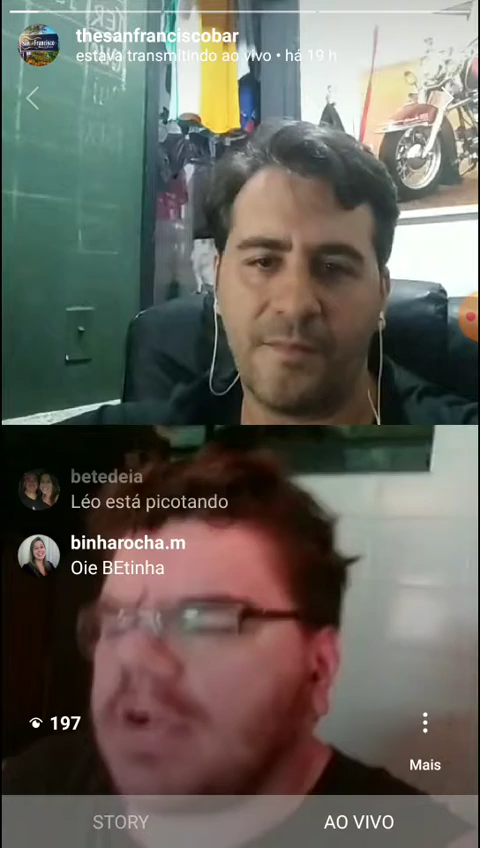 thesanfranciscobar
estava transmitindo ao vivo • há 19 h
betedeia
Léo está picotando
binharocha.m
Oie BEtinha
197
Mais
STORY
AO VIVO